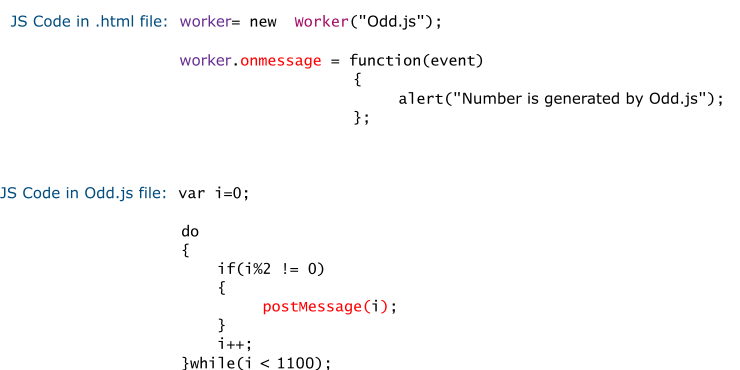 JS Code in .html file: worker= new  Worker("Odd.js");
worker.onmessage = function(event)
{
alert("Number is generated by Odd.js");
};
JS Code in Odd.js file: var i=0;
do
{
if(i%2 != 0)
{
postMessage(i);
}
i++;
}while(i < 1100);